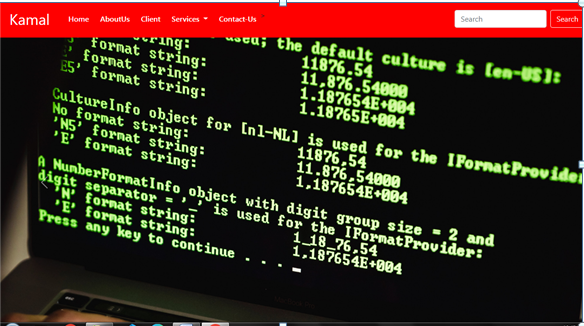 Kamal Home AboutUs Client Services Contact-Us Search Search
format string:
used; the default culture is [en-US]:
format string: 11876.54
'E5' format string: 11,876.54000
1.187654E+004
1.18765E+004
CultureInfo object for [nl-NL] is used for the IFormatProvider
No format string: 11876,54
'N5' format string: 11.876,54000
'E' format string: 1,187654E+004
A NumberFormatInfo object with digit group size = 2 and
digit separator = '_' is used for the IFormatProvider:
'N' format string: 1_18_76,54
'E' format string: 1,187654E+004
Press any key to continue . . .